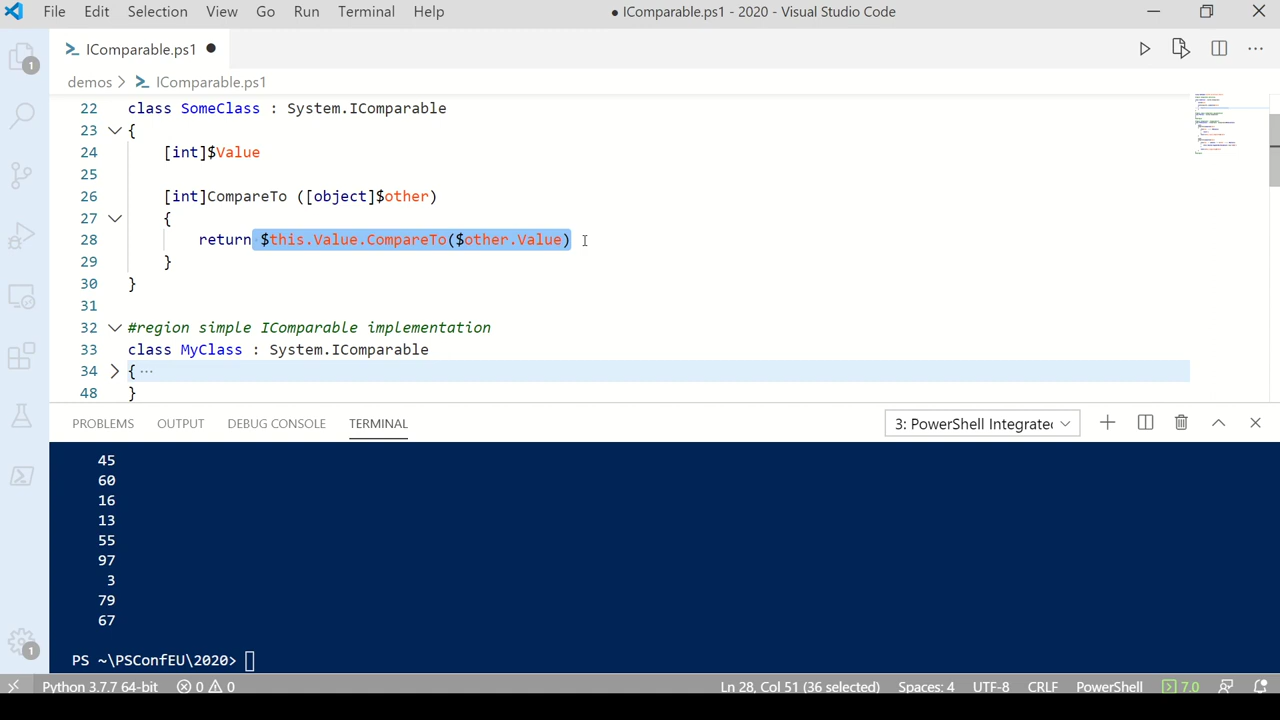 File Edit Selection View Go Run Terminal Help ● IComparable.ps1 - 2020 - Visual Studio Code
IComparable.ps1 ●
demos > IComparable.ps1
22 class SomeClass : System.IComparable
23 {
24 [int]$Value
25
26 [int]CompareTo ([object]$other)
27 {
28 return $this.Value.CompareTo($other.Value)
29 }
30 }
31
32 #region simple IComparable implementation
33 class MyClass : System.IComparable
34 { ···
48 }
PROBLEMS OUTPUT DEBUG CONSOLE TERMINAL 3: PowerShell Integrate
45
60
16
13
55
97
3
79
67
PS ~\PSConfEU\2020>
Python 3.7.7 64-bit 0 0 Ln 28, Col 51 (36 selected) Spaces: 4 UTF-8 CRLF PowerShell 7.0
1
1